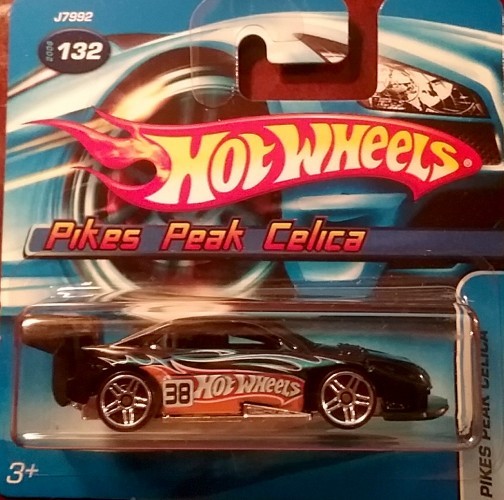 J7992
2006
132
HOT WHEELS®
Pikes Peak Celica
38 HOT WHEELS
PIKES PEAK CELICA
3+